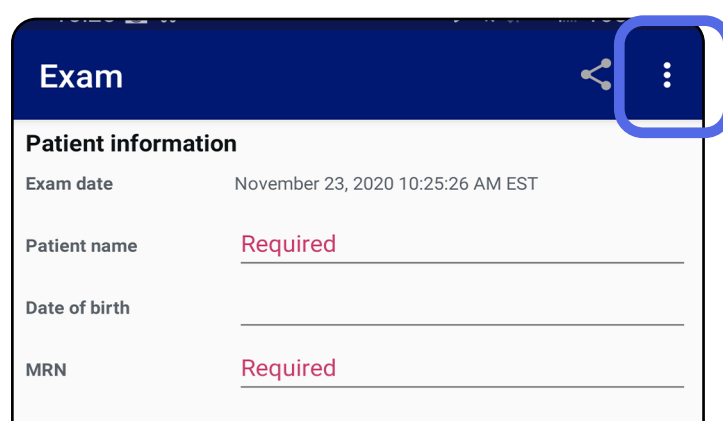 Exam
Patient information
Exam date November 23, 2020 10:25:26 AM EST
Patient name Required
Date of birth
MRN Required